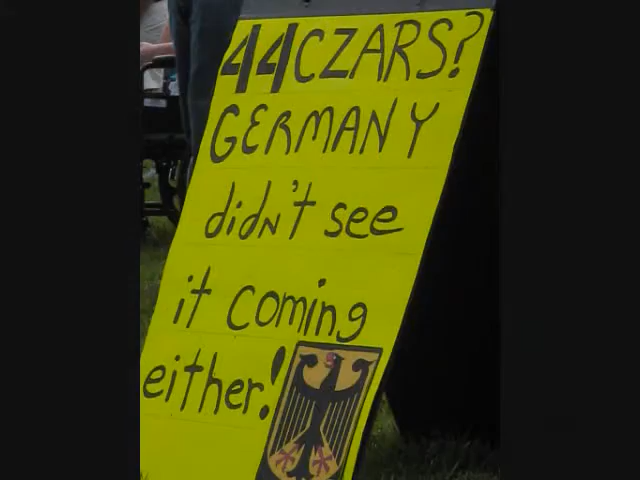 44 CZARS?
GERMANY
didn't see
it coming
either!